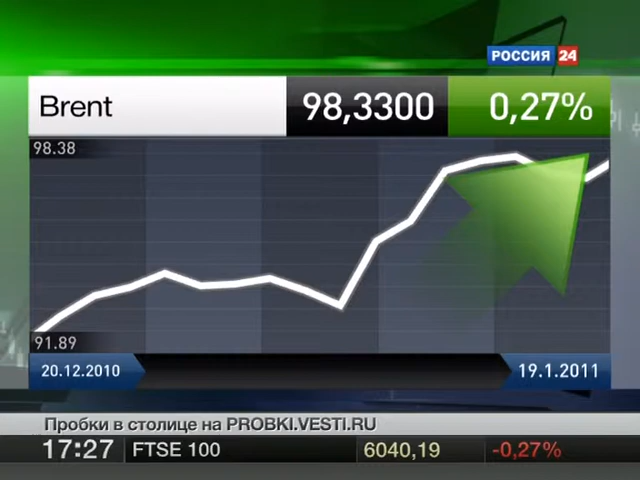 РОССИЯ 24
Brent 98,3300 0,27%
98.38
91.89
20.12.2010 19.1.2011
Пробки в столице на PROBKI.VESTI.RU
17:27 FTSE 100 6040,19 -0,27%